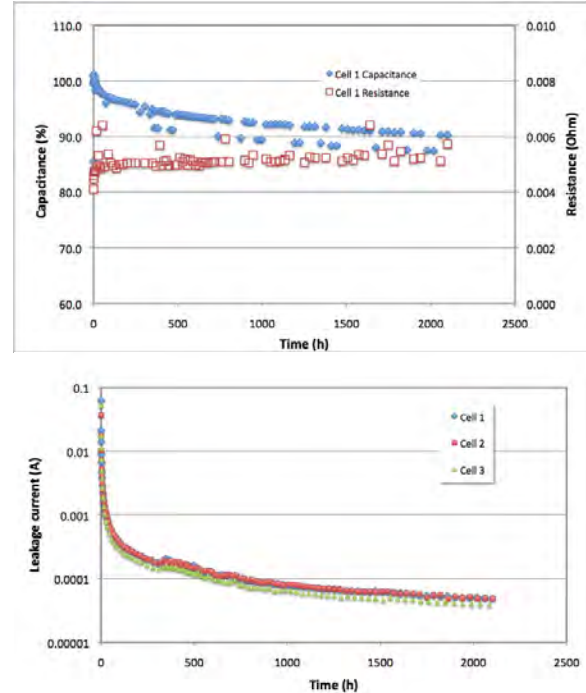 110.0
100.0
90.0
80.0
70.0
60.0
Capacitance (%)
0.010
0.008
0.006
0.004
0.002
0.000
Resistance (Ohm)
Cell 1 Capacitance
Cell 1 Resistance
0 500 1000 1500 2000 2500
Time (h)
0.1
0.01
0.001
0.0001
0.00001
Leakage current (A)
Cell 1
Cell 2
Cell 3
0 500 1000 1500 2000 2500
Time (h)